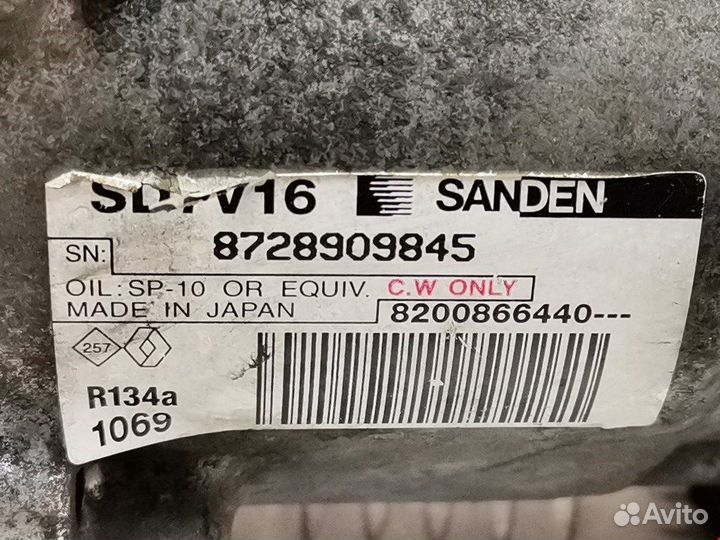 SD7V16 SANDEN
SN: 8728909845
OIL: SP-10 OR EQUIV. C.W ONLY
MADE IN JAPAN 8200866440---
257
R134a
1069
Avito